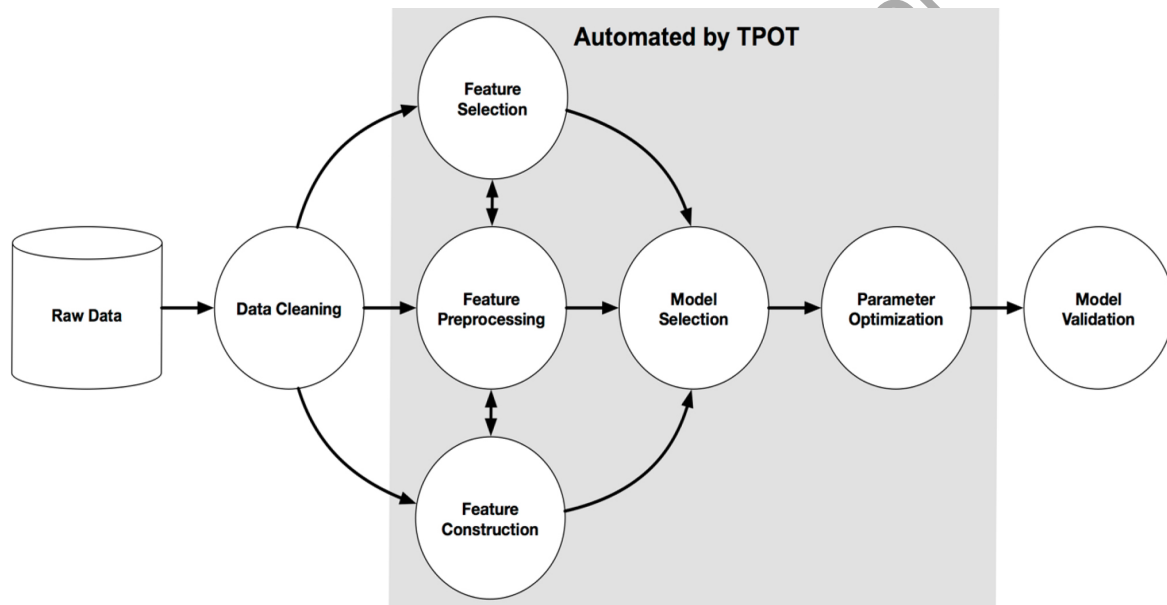 Automated by TPOT
Feature
Selection
Raw Data
Data Cleaning
Feature
Preprocessing
Model
Selection
Parameter
Optimization
Model
Validation
Feature
Construction